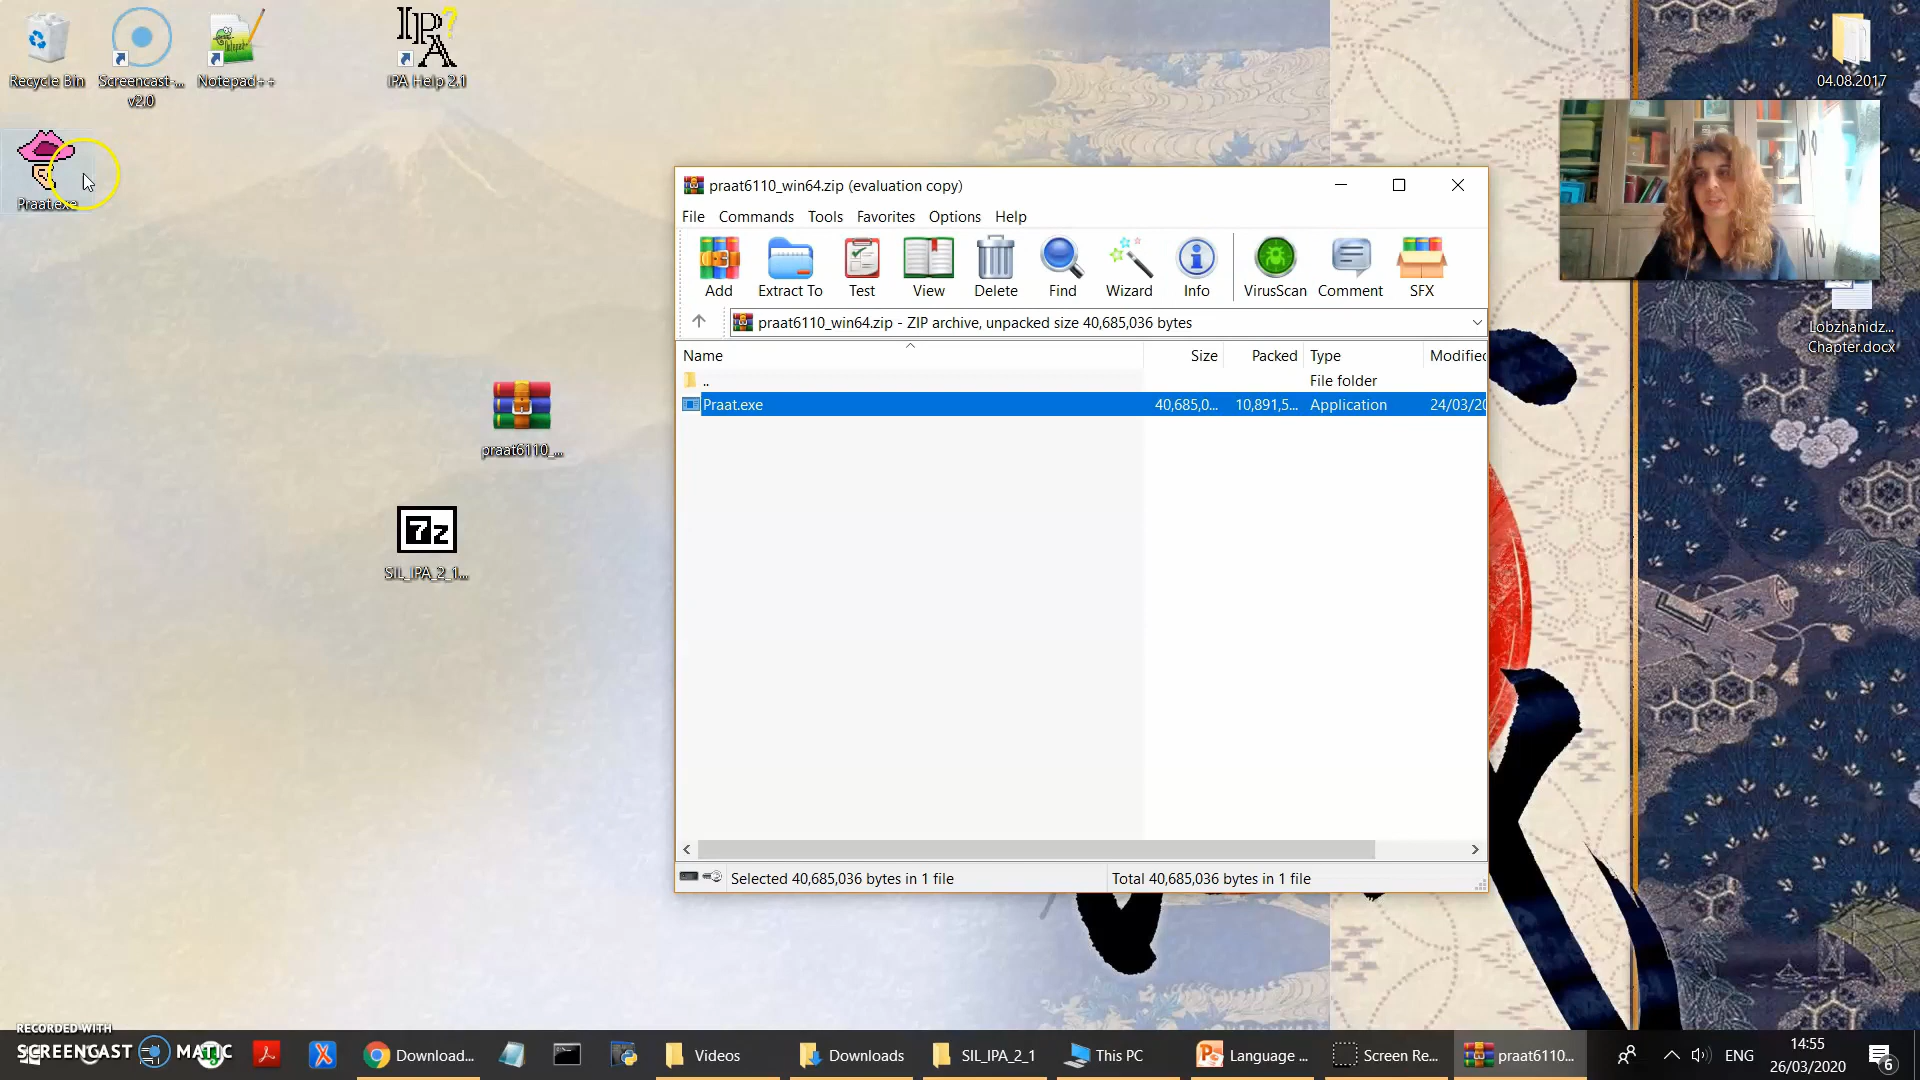 Recycle Bin
Screencast-...
v2.0
Notepad++
IPA?
IPA Help 2.1
04.08.2017
Praat.exe
praat6110_win64.zip (evaluation copy)
File Commands Tools Favorites Options Help
Add Extract To Test View Delete Find Wizard Info VirusScan Comment SFX
praat6110_win64.zip - ZIP archive, unpacked size 40,685,036 bytes
Name Size Packed Type Modified
.. File folder
Praat.exe 40,685,0... 10,891,5... Application 24/03/20
Lobzhanidz...
Chapter.docx
praat6110_...
7z
SIL_IPA_2_1...
Selected 40,685,036 bytes in 1 file
Total 40,685,036 bytes in 1 file
RECORDED WITH
SCREENCAST MATIC
Download...
Videos
Downloads
SIL_IPA_2_1
This PC
Language ...
Screen Re...
praat6110...
ENG
14:55
26/03/2020
6